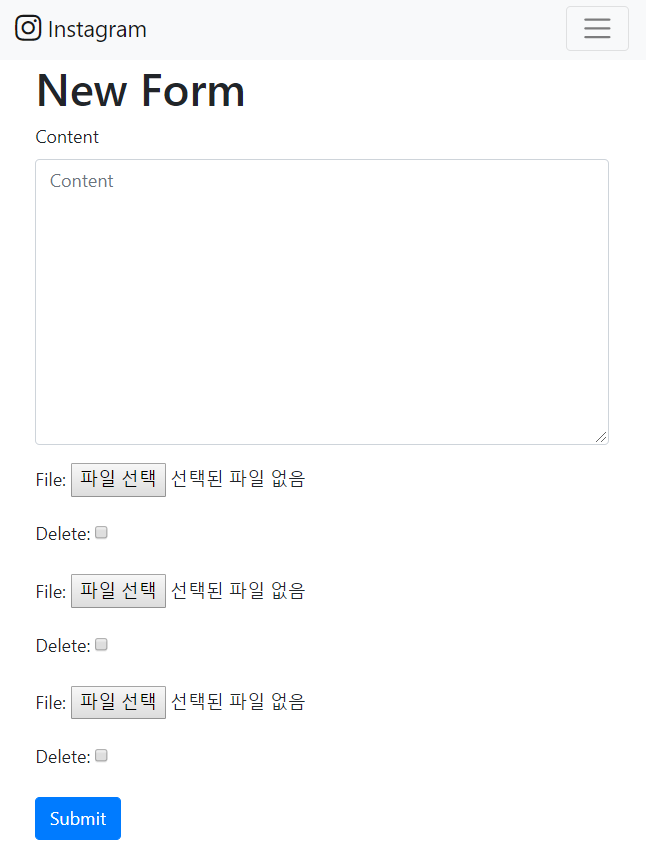 Instagram
New Form
Content
Content
File: 파일 선택 선택된 파일 없음
Delete:
File: 파일 선택 선택된 파일 없음
Delete:
File: 파일 선택 선택된 파일 없음
Delete:
Submit